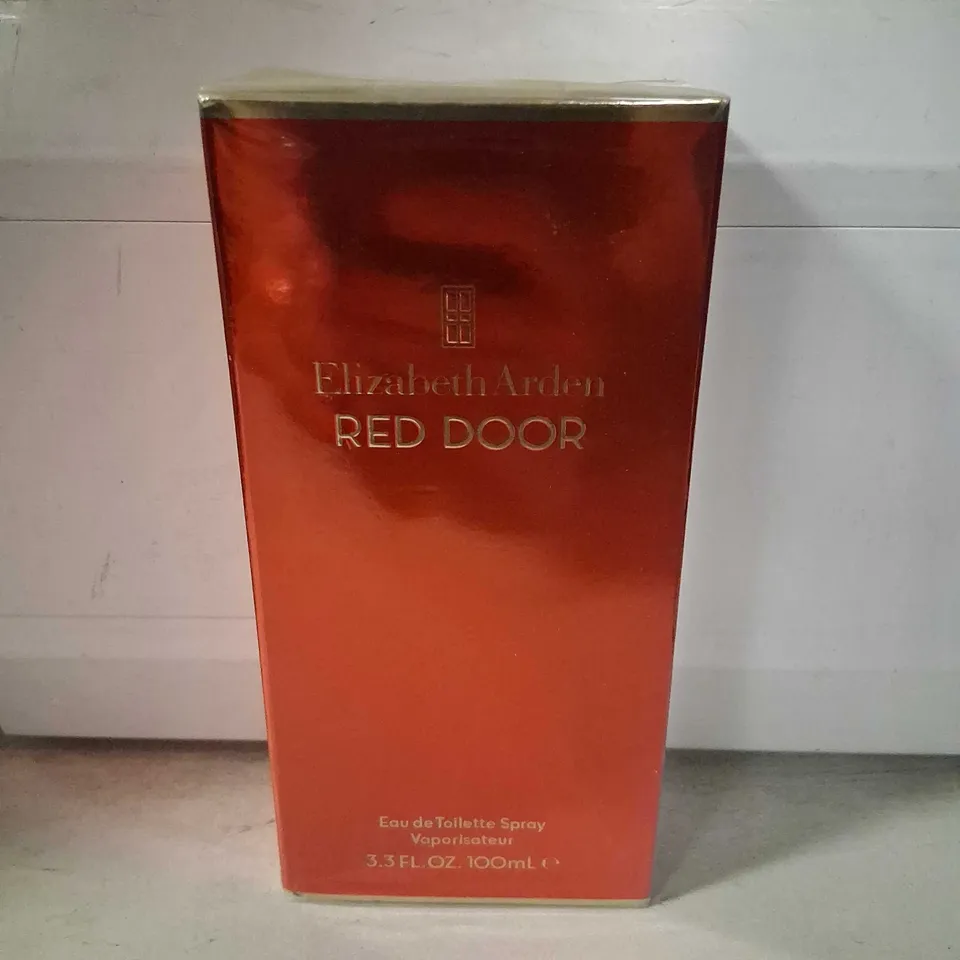 Elizabeth Arden
RED DOOR
Eau de Toilette Spray
Vaporisateur
3.3 FL. OZ. 100mL ℮